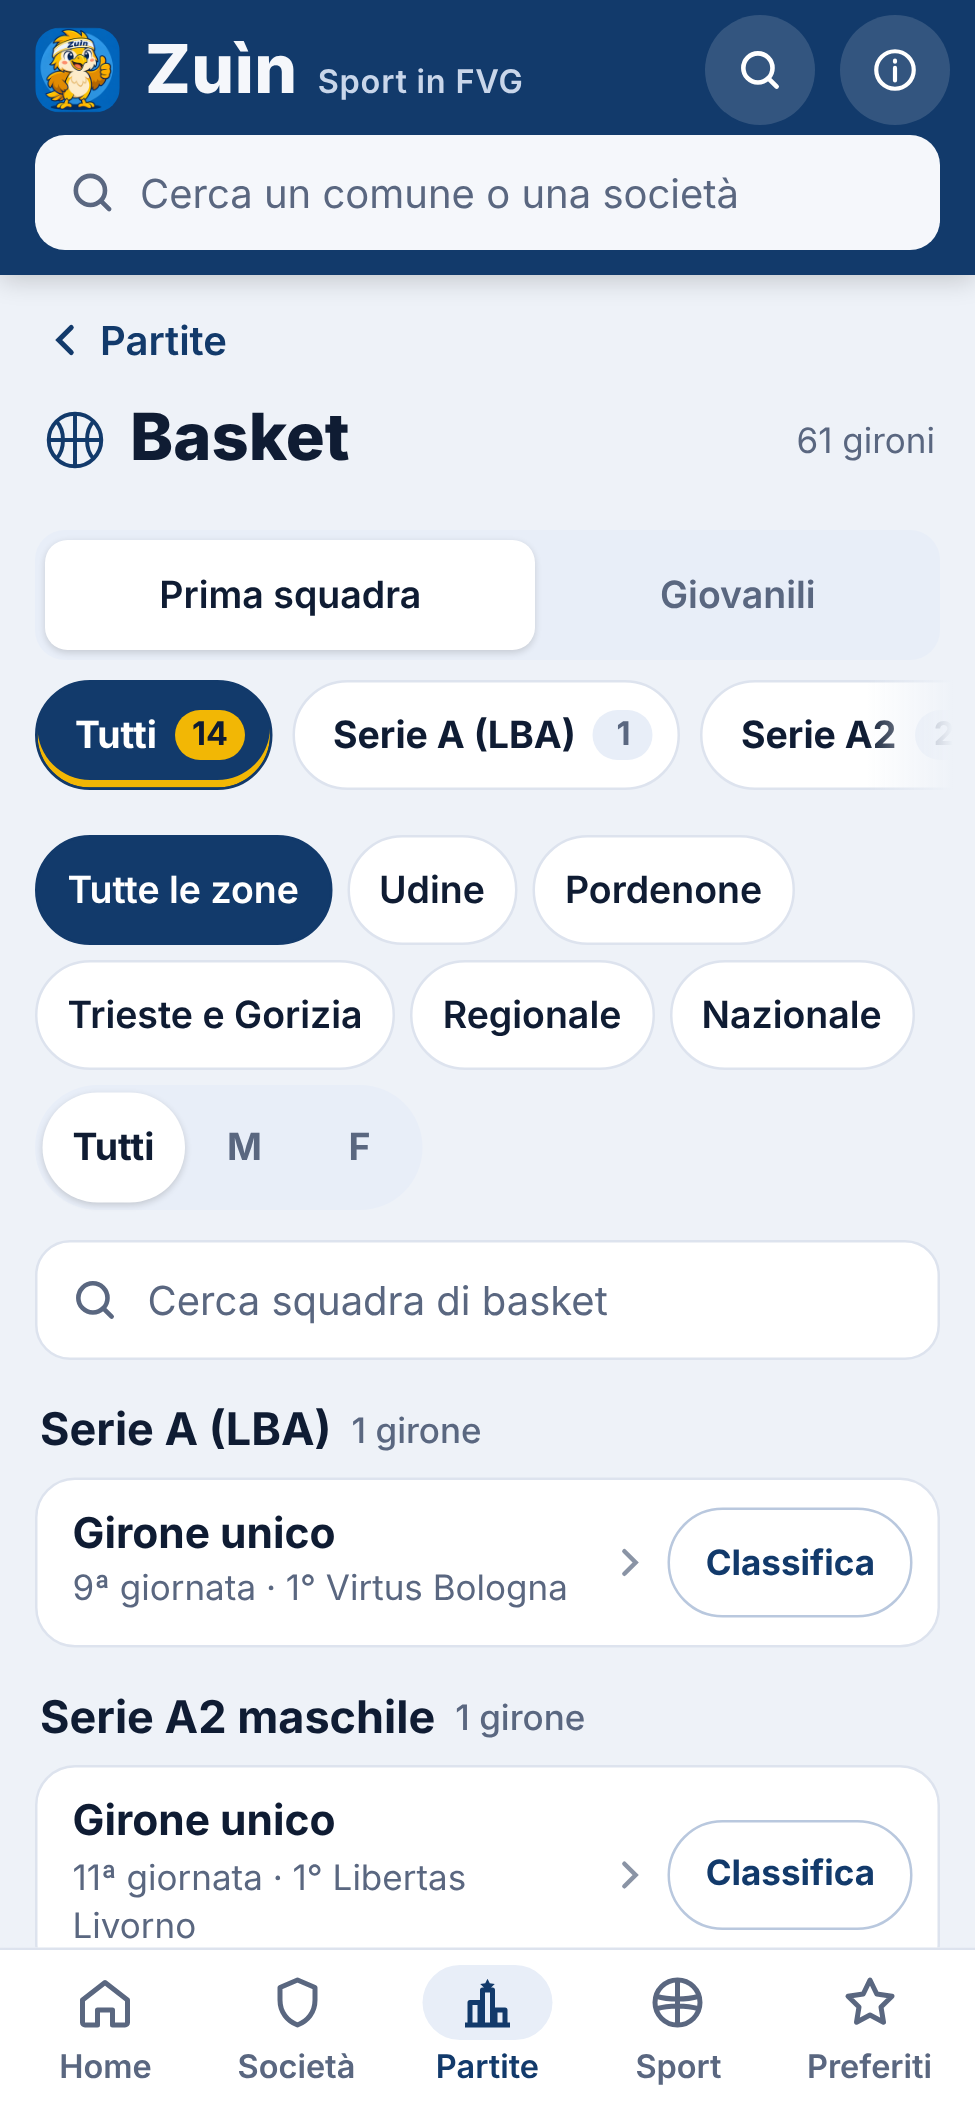 Zuin
Zuìn Sport in FVG
Cerca un comune o una società
Partite
Basket 61 gironi
Prima squadra Giovanili
Tutti 14 Serie A (LBA) 1 Serie A2 2
Tutte le zone Udine Pordenone
Trieste e Gorizia Regionale Nazionale
Tutti M F
Cerca squadra di basket
Serie A (LBA) 1 girone
Girone unico
9ª giornata · 1° Virtus Bologna
Classifica
Serie A2 maschile 1 girone
Girone unico
11ª giornata · 1° Libertas
Livorno
Classifica
Home Società Partite Sport Preferiti